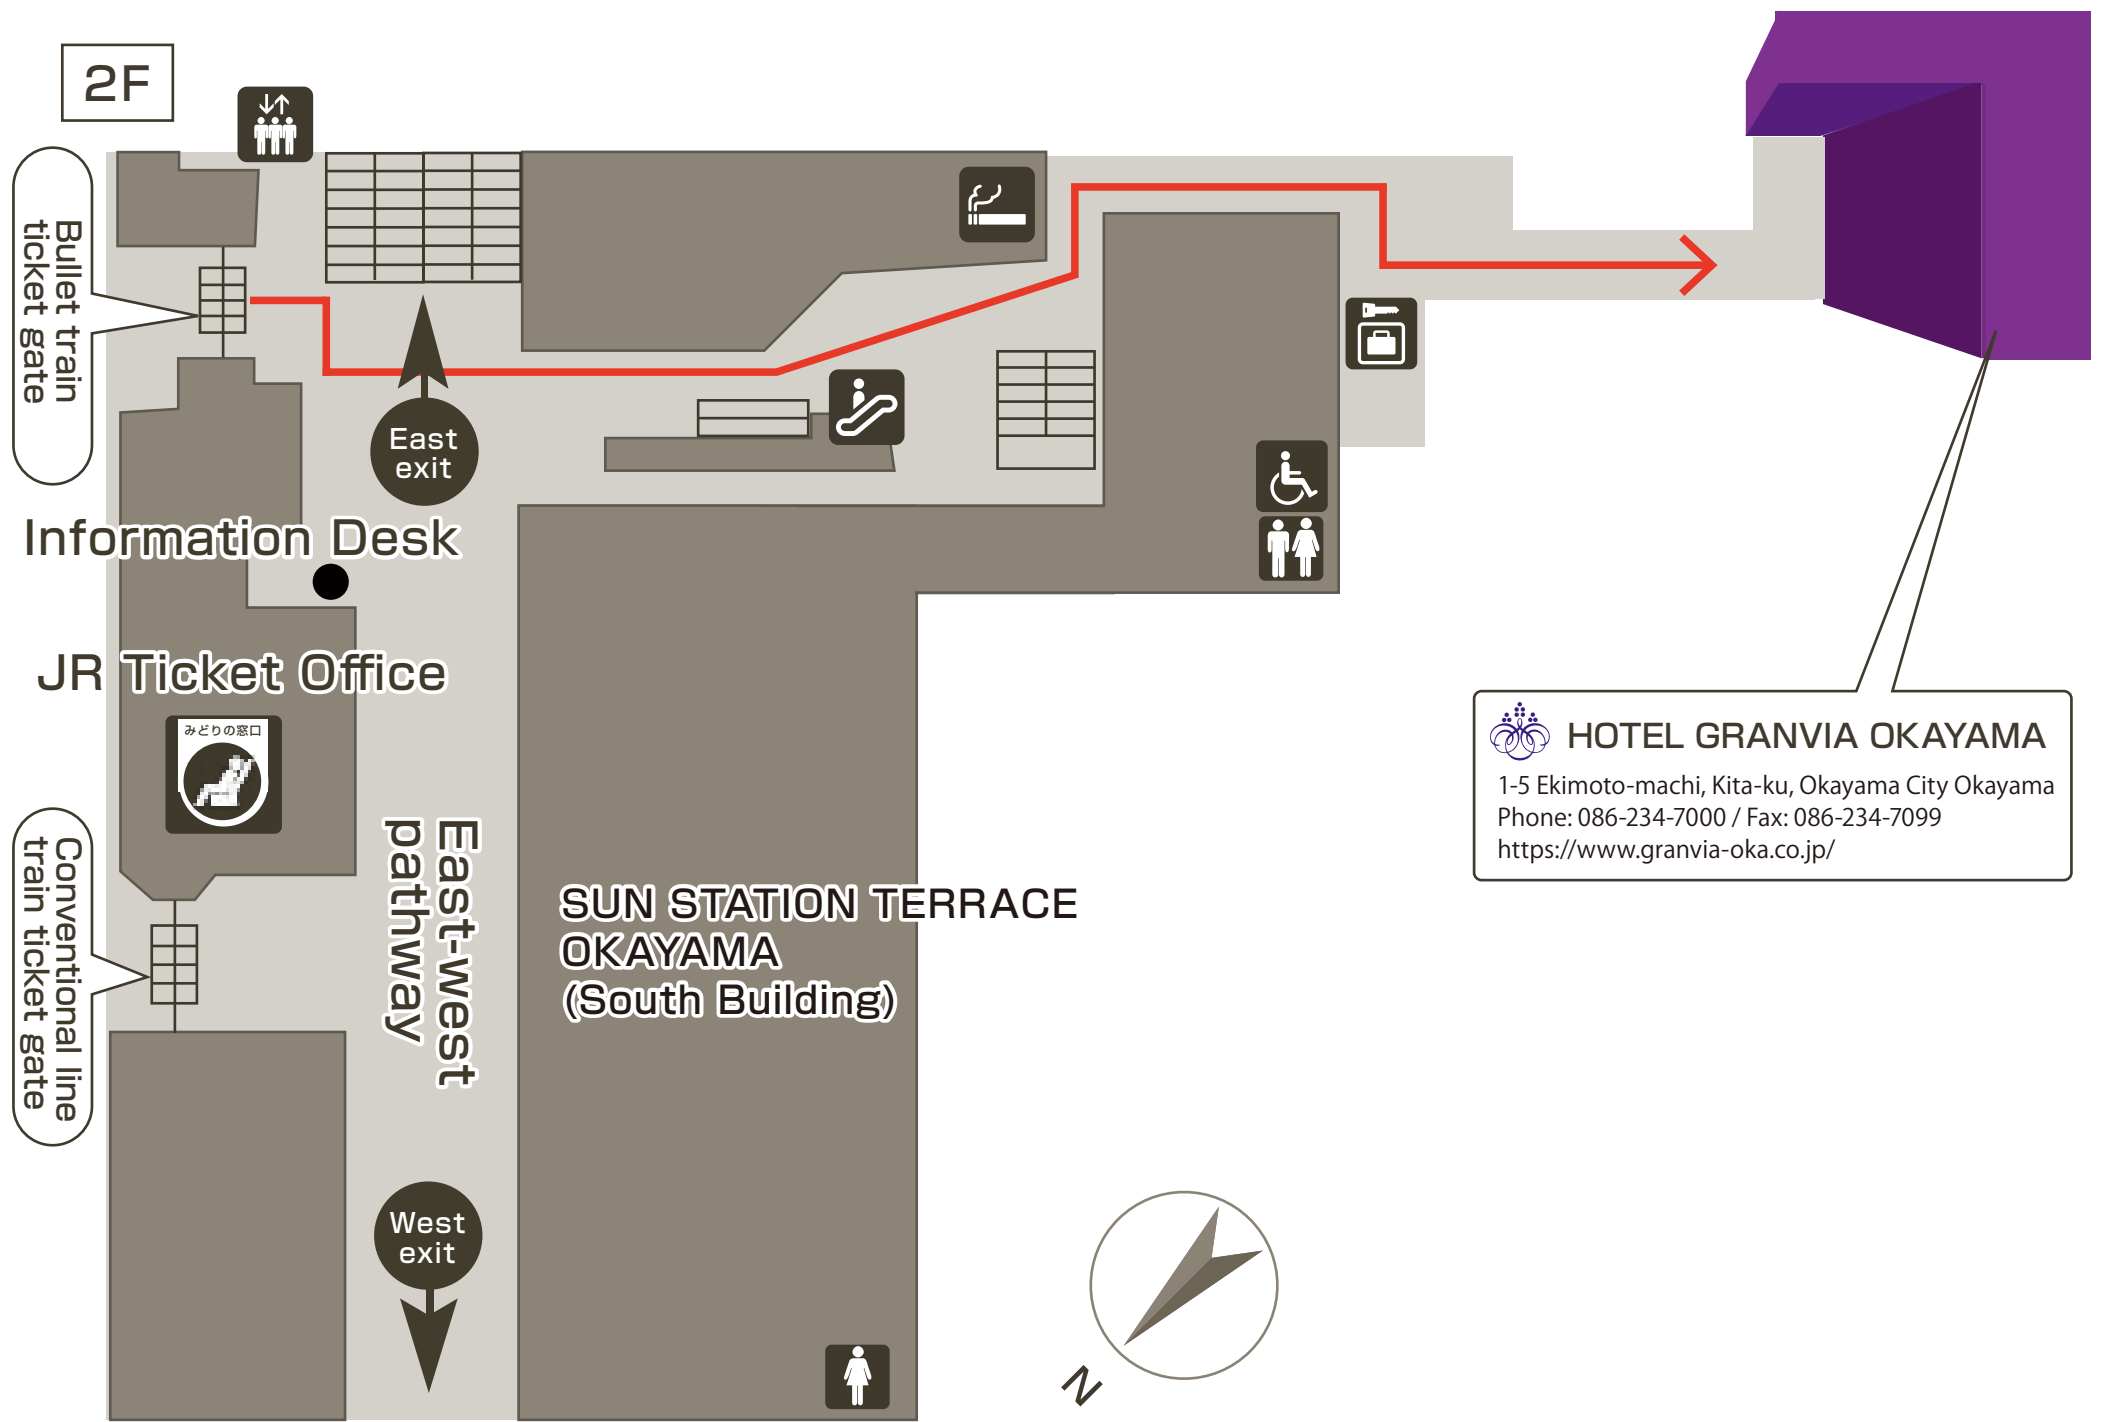 2F
Bullet train
ticket gate
East
exit
Information Desk
JR Ticket Office
みどりの窓口
HOTEL GRANVIA OKAYAMA
1-5 Ekimoto-machi, Kita-ku, Okayama City Okayama
Phone: 086-234-7000 / Fax: 086-234-7099
https://www.granvia-oka.co.jp/
Conventional line
train ticket gate
East-west
pathway
SUN STATION TERRACE
OKAYAMA
(South Building)
West
exit
N